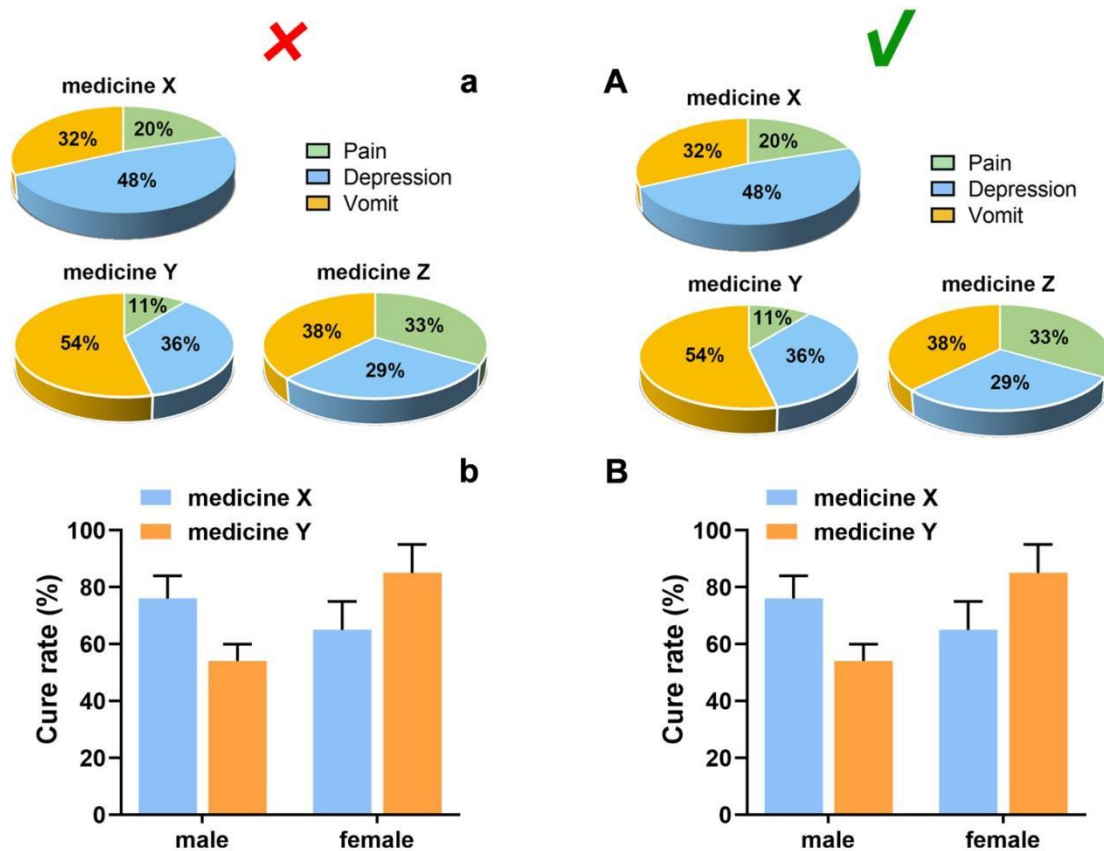 a
medicine X
20%
32%
48%
Pain
Depression
Vomit
medicine Y
11%
54%
36%
medicine Z
38%
33%
29%
b
medicine X
medicine Y
Cure rate (%)
100
80
60
40
20
0
male
female
A
medicine X
20%
32%
48%
Pain
Depression
Vomit
medicine Y
11%
54%
36%
medicine Z
38%
33%
29%
B
medicine X
medicine Y
Cure rate (%)
100
80
60
40
20
0
male
female